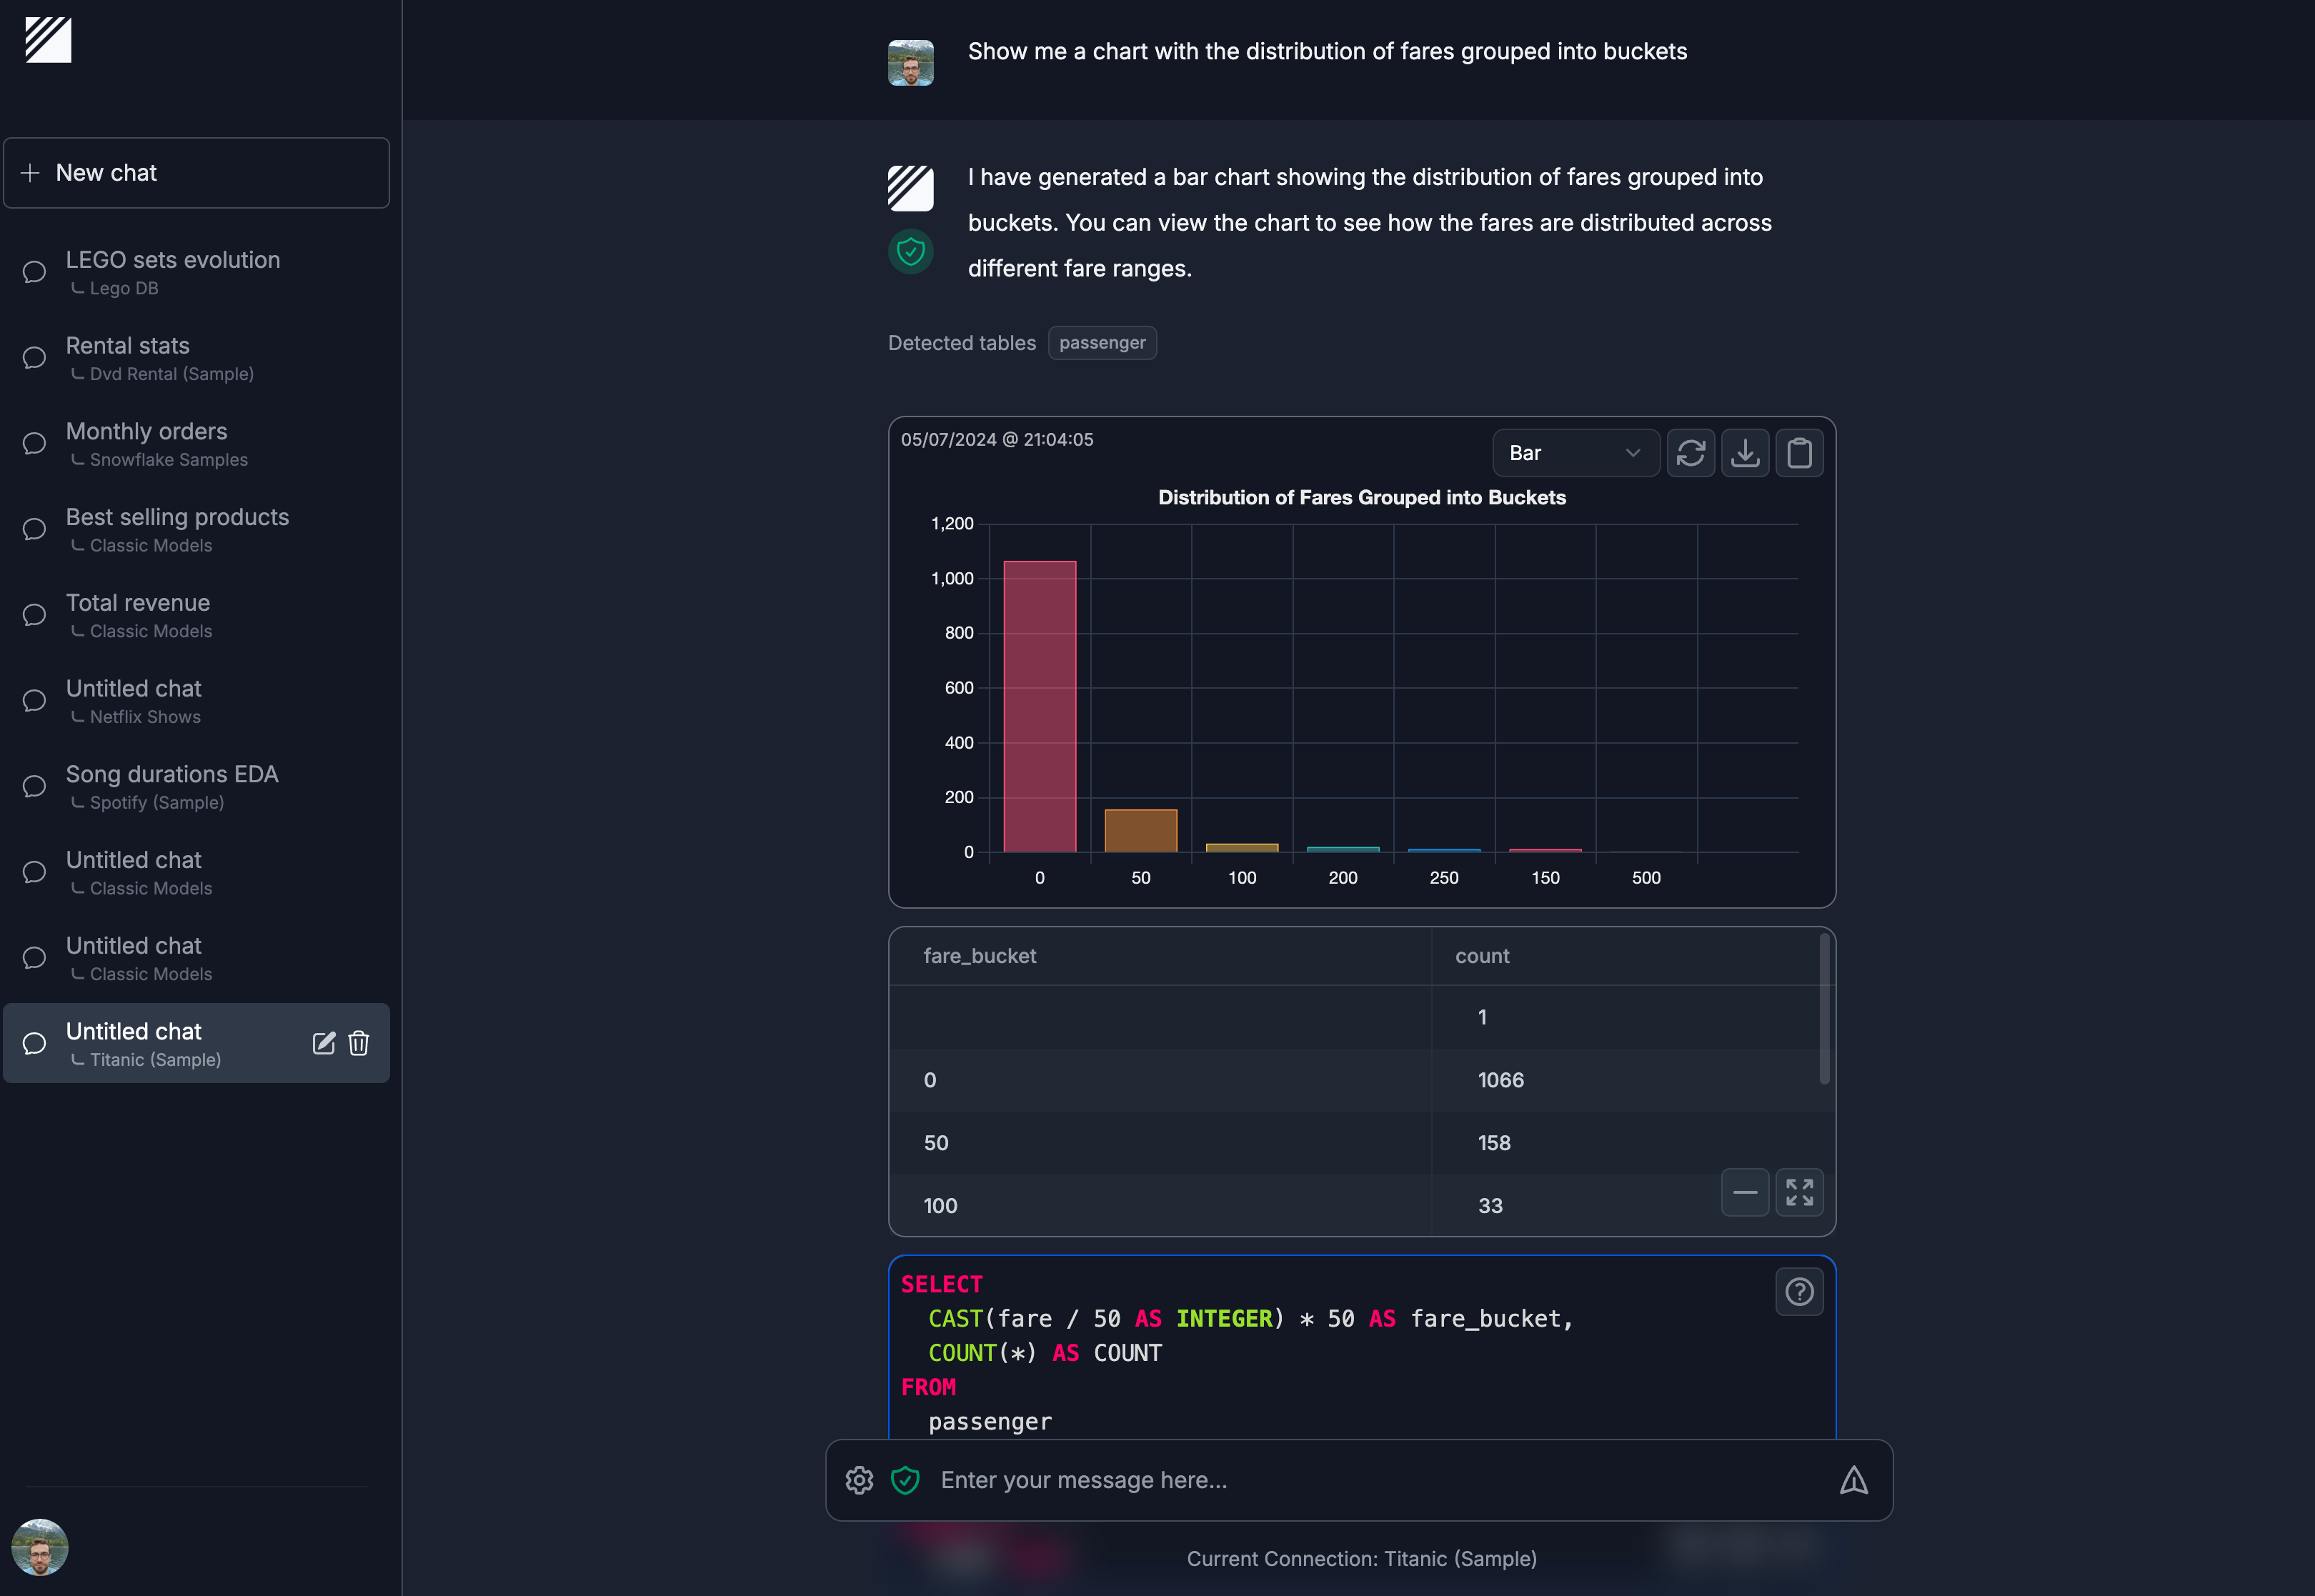 New chat
LEGO sets evolution
Lego DB
Rental stats
Dvd Rental (Sample)
Monthly orders
Snowflake Samples
Best selling products
Classic Models
Total revenue
Classic Models
Untitled chat
Netflix Shows
Song durations EDA
Spotify (Sample)
Untitled chat
Classic Models
Untitled chat
Classic Models
Untitled chat
Titanic (Sample)
Show me a chart with the distribution of fares grouped into buckets
I have generated a bar chart showing the distribution of fares grouped into
buckets. You can view the chart to see how the fares are distributed across
different fare ranges.
Detected tables passenger
05/07/2024 @ 21:04:05
Bar
Distribution of Fares Grouped into Buckets
1,200
1,000
800
600
400
200
0
0 50 100 200 250 150 500
fare_bucket count
1
0 1066
50 158
100 33
SELECT
CAST(fare / 50 AS INTEGER) * 50 AS fare_bucket,
COUNT(*) AS COUNT
FROM
passenger
Enter your message here...
Current Connection: Titanic (Sample)